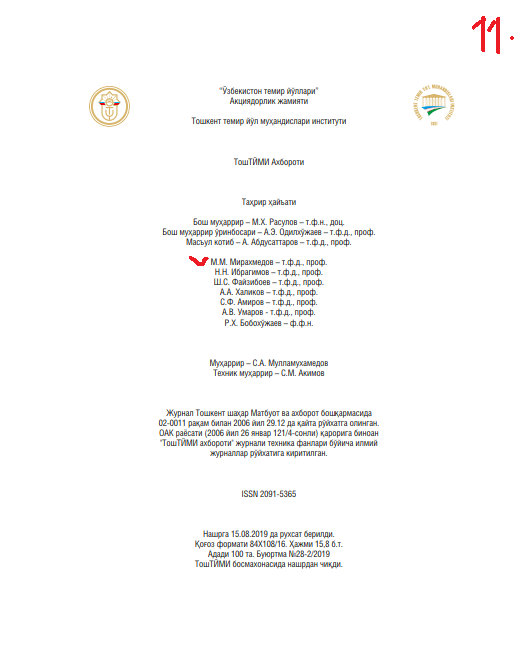 11.
“Ўзбекистон темир йўллари”
Акциядорлик жамияти
Тошкент темир йўл муҳандислари институти
ТошТЙМИ Ахбороти
Таҳрир ҳайъати
Бош муҳаррир – М.Х. Расулов – т.ф.н., доц.
Бош муҳаррир ўринбосари – А.Э. Одилхўжаев – т.ф.д., проф.
Масъул котиб – А. Абдусаттаров – т.ф.д., проф.
М.М. Мирахмедов – т.ф.д., проф.
Н.Н. Ибрагимов – т.ф.д., проф.
Ш.С. Файзибоев – т.ф.д., проф.
А.А. Халиков – т.ф.д., проф.
С.Ф. Амиров – т.ф.д., проф.
А.В. Умаров - т.ф.д., проф.
Р.Х. Бобохўжаев – ф.ф.н.
Муҳаррир – С.А. Мулламухамедов
Техник муҳаррир – С.М. Акимов
Журнал Тошкент шаҳар Матбуот ва ахборот бошқармасида
02-0011 рақам билан 2006 йил 29.12 да қайта рўйхатга олинган.
ОАК раёсати (2006 йил 26 январ 121/4-сонли) қарорига биноан
"ТошТЙМИ ахбороти" журнали техника фанлари бўйича илмий
журналлар рўйхатига киритилган.
ISSN 2091-5365
Нашрга 15.08.2019 да рухсат берилди.
Қоғоз формати 84Х108/16. Ҳажми 15,8 б.т.
Адади 100 та. Буюртма №28-2/2019
ТошТЙМИ босмахонасида нашрдан чиқди.